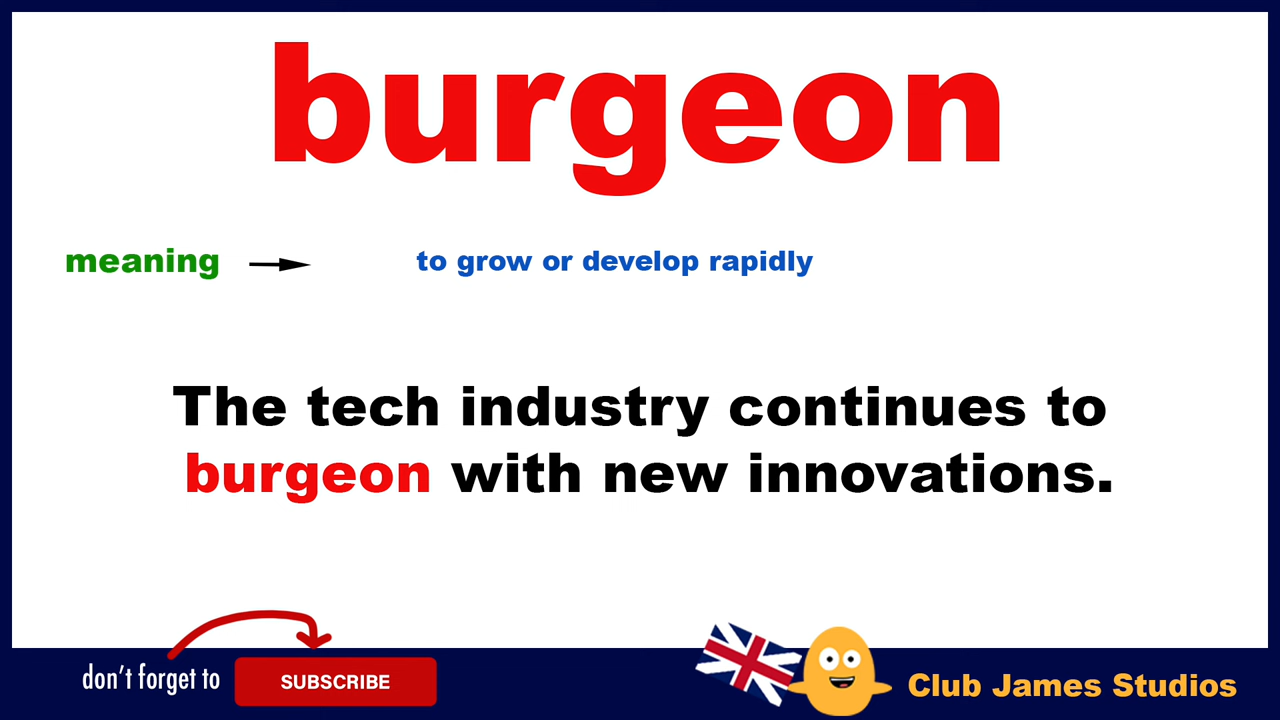 burgeon
meaning to grow or develop rapidly
The tech industry continues to
burgeon with new innovations.
don't forget to SUBSCRIBE
Club James Studios